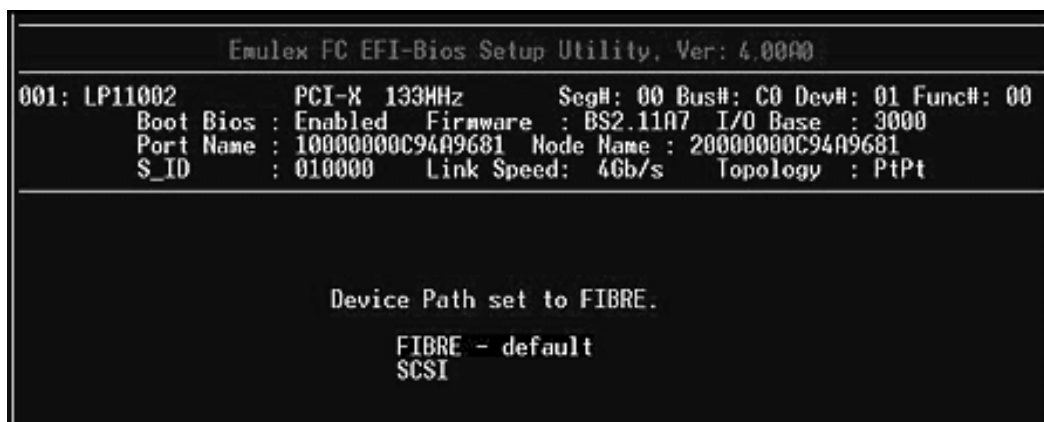 Emulex FC EFI-Bios Setup Utility, Ver: 4.00A0
001: LP11002 PCI-X 133MHz Seg#: 00 Bus#: C0 Dev#: 01 Func#: 00
Boot Bios : Enabled Firmware : BS2.11A7 I/O Base : 3000
Port Name : 10000000C94A9681 Node Name : 20000000C94A9681
S_ID : 010000 Link Speed: 4Gb/s Topology : PtPt
Device Path set to FIBRE.
FIBRE - default
SCSI